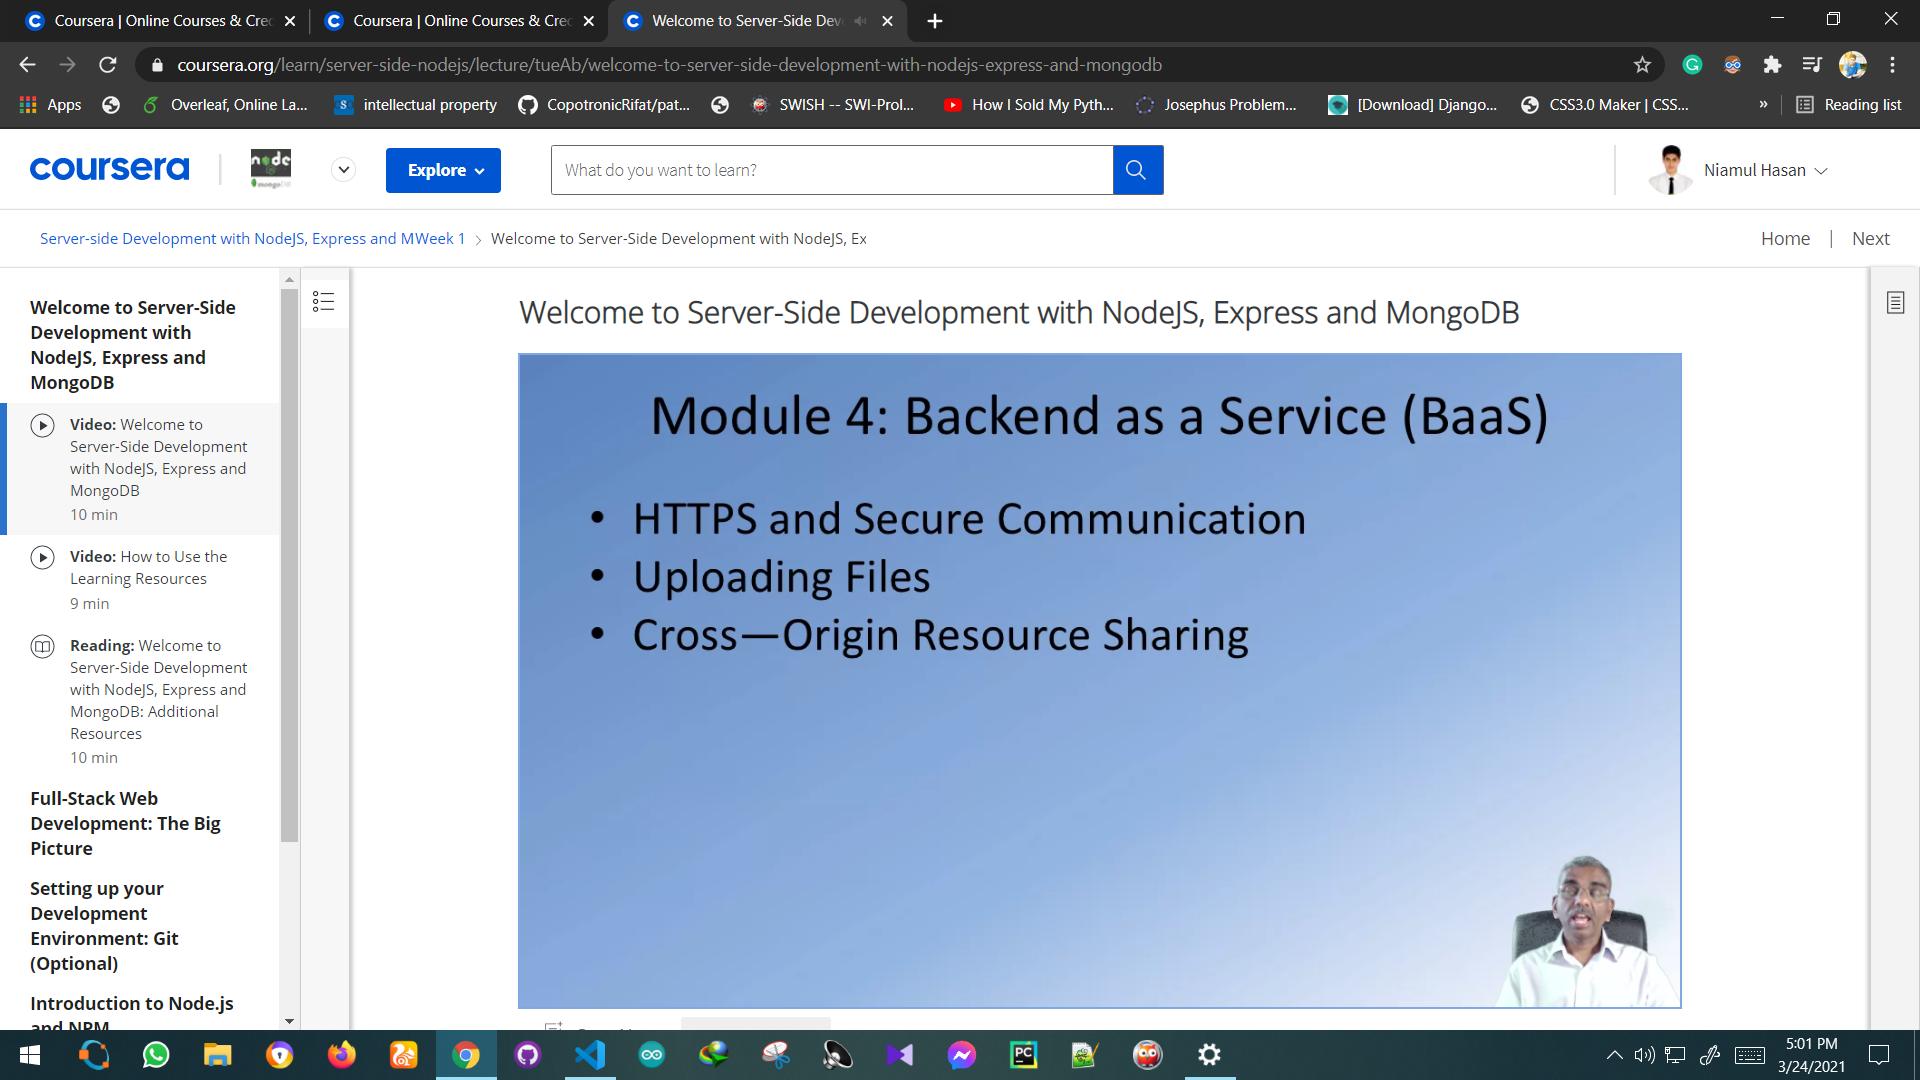 Coursera | Online Courses & Cre
Coursera | Online Courses & Cre
Welcome to Server-Side Dev
coursera.org/learn/server-side-nodejs/lecture/tueAb/welcome-to-server-side-development-with-nodejs-express-and-mongodb
Apps
Overleaf, Online La...
intellectual property
CopotronicRifat/pat...
SWISH -- SWI-Prol...
How I Sold My Pyth...
Josephus Problem...
[Download] Django...
CSS3.0 Maker | CSS...
»
Reading list
coursera
node
mongoDB
Explore
What do you want to learn?
Niamul Hasan
Server-side Development with NodeJS, Express and MWeek 1 > Welcome to Server-Side Development with NodeJS, Ex
Home | Next
Welcome to Server-Side
Development with
NodeJS, Express and
MongoDB
Video: Welcome to
Server-Side Development
with NodeJS, Express and
MongoDB
10 min
Video: How to Use the
Learning Resources
9 min
Reading: Welcome to
Server-Side Development
with NodeJS, Express and
MongoDB: Additional
Resources
10 min
Full-Stack Web
Development: The Big
Picture
Setting up your
Development
Environment: Git
(Optional)
Introduction to Node.js
and NPM
Welcome to Server-Side Development with NodeJS, Express and MongoDB
Module 4: Backend as a Service (BaaS)
• HTTPS and Secure Communication
• Uploading Files
• Cross—Origin Resource Sharing
PC
5:01 PM
3/24/2021